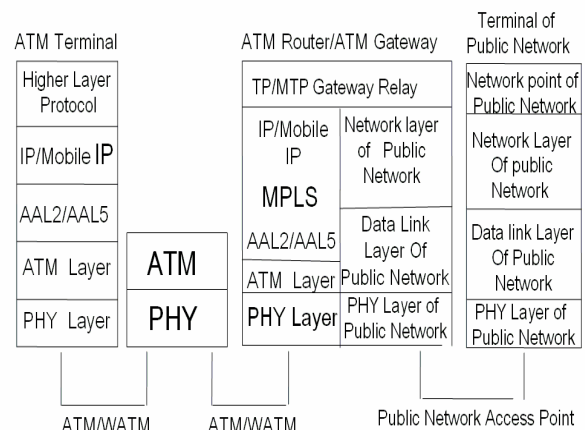 ATM Terminal
Higher Layer
Protocol
IP/Mobile IP
AAL2/AAL5
ATM Layer
PHY Layer
ATM
PHY
ATM Router/ATM Gateway
TP/MTP Gateway Relay
IP/Mobile
IP
MPLS
AAL2/AAL5
ATM Layer
PHY Layer
Network layer
of Public
Network
Data Link
Layer Of
Public Network
PHY Layer of
Public Network
Terminal of
Public Network
Network point of
Public Network
Network Layer
Of public
Network
Data link Layer
Of Public
Network
PHY Layer of
Public Network
ATM/WATM
ATM/WATM
Public Network Access Point